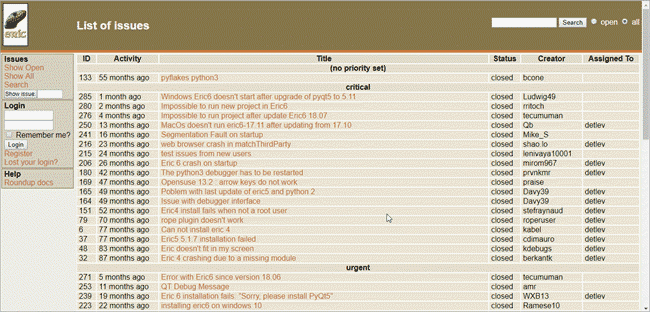 eric
List of issues
Search open all
Issues
Show Open
Show All
Search
Show issue:
Login
Remember me?
Login
Register
Lost your login?
Help
Roundup docs
ID Activity Title Status Creator Assigned To
(no priority set)
133 55 months ago pyflakes python3 closed bcone
critical
285 1 month ago Windows Eric6 doesn't start after upgrade of pyqt5 to 5.11 closed Ludwig49
280 2 months ago Impossible to run new project in Eric6 closed rritoch
276 4 months ago Impossible to run project after update Eric6 18.07 closed tecumuman
250 13 months ago MacOs doesn't run eric6-17.11 after updating from 17.10 closed Qb detlev
241 16 months ago Segmentation Fault on startup closed Mike_S
216 23 months ago web browser crash in matchThirdParty closed shao.lo detlev
215 24 months ago test issues from new users closed lenivaya10001
206 26 months ago Eric 6 crash on startup closed mirom967 detlev
180 42 months ago The python3 debugger has to be restarted closed prvnkmr detlev
169 47 months ago Opensuse 13.2 : arrow keys do not work closed praise
165 49 months ago Poblem with last update of eric5 and python 2 closed Davy39 detlev
164 49 months ago Issue with debugger interface closed Davy39 detlev
151 52 months ago Eric4 install fails when not a root user closed stefraynaud detlev
79 70 months ago rope plugin doesn't work closed roperuser detlev
6 77 months ago Can not install eric 4 closed kabel detlev
37 77 months ago Eric5 5.1.7 installation failed closed cdimauro detlev
48 83 months ago Eric doesn't fit in my screen closed kdebugs detlev
32 87 months ago Eric 4 crashing due to a missing module closed berkantk detlev
urgent
271 5 months ago Error with Eric6 since version 18.06 closed tecumuman
253 11 months ago QT Debug Message closed amr
239 19 months ago Eric 6 installation fails: "Sorry, please install PyQt5" closed WXB13 detlev
223 22 months ago installing eric6 on windows 10 closed Ramese10